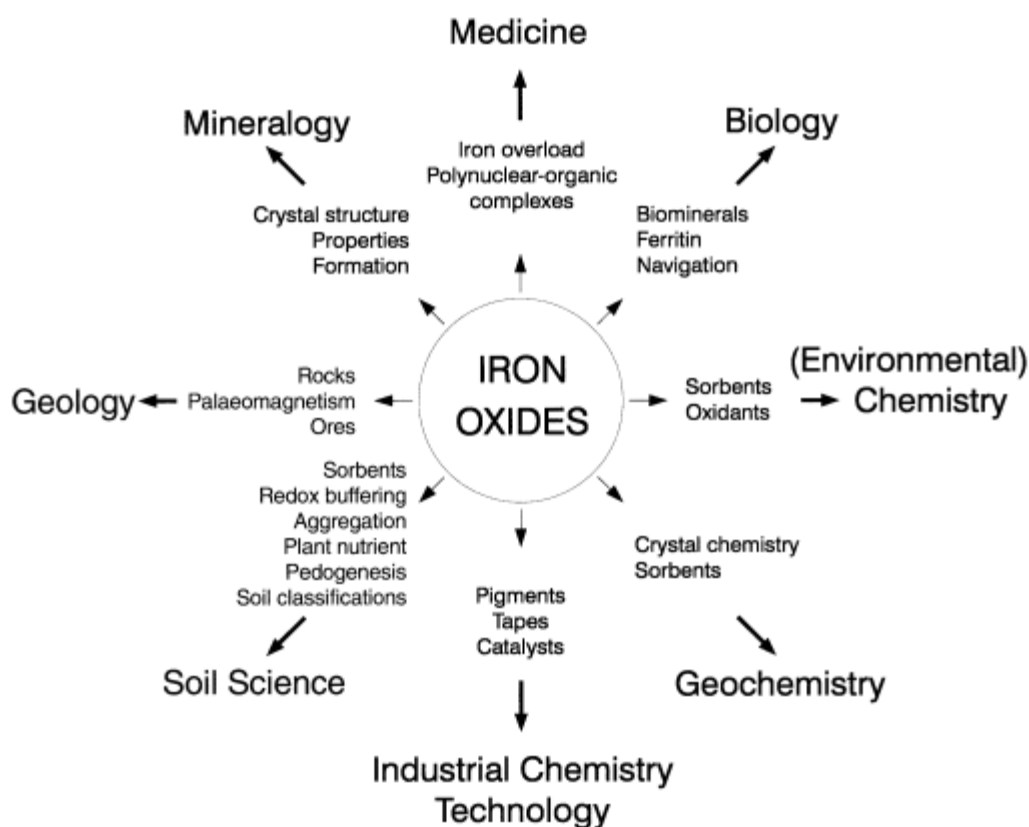 Medicine
Iron overload
Polynuclear-organic
complexes
Mineralogy
Crystal structure
Properties
Formation
Biology
Biominerals
Ferritin
Navigation
IRON
OXIDES
Geology
Rocks
Palaeomagnetism
Ores
Sorbents
Oxidants
(Environmental)
Chemistry
Sorbents
Redox buffering
Aggregation
Plant nutrient
Pedogenesis
Soil classifications
Soil Science
Pigments
Tapes
Catalysts
Industrial Chemistry
Technology
Crystal chemistry
Sorbents
Geochemistry